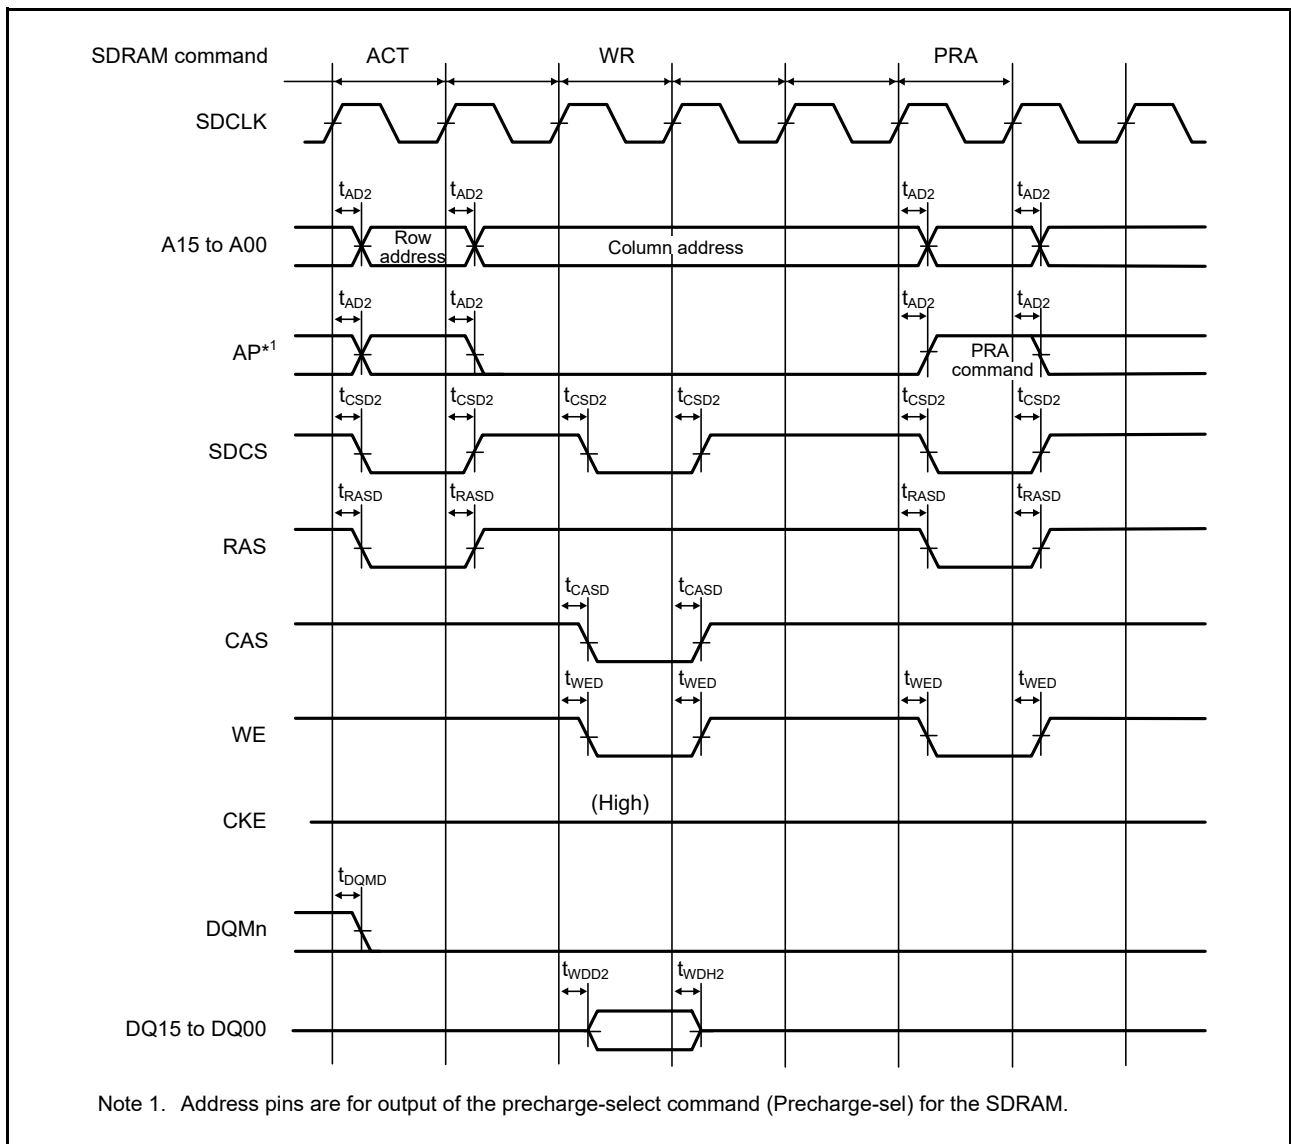 SDRAM command ACT WR PRA
SDCLK
tAD2 tAD2 tAD2 tAD2
A15 to A00 Row address Column address
tAD2 tAD2 tAD2 tAD2
AP*1 PRA command
tCSD2 tCSD2 tCSD2 tCSD2 tCSD2 tCSD2
SDCS
tRASD tRASD tRASD tRASD
RAS
tCASD tCASD
CAS
tWED tWED tWED tWED
WE
(High)
CKE
tDQMD
DQMn
tWDD2 tWDH2
DQ15 to DQ00
Note 1. Address pins are for output of the precharge-select command (Precharge-sel) for the SDRAM.